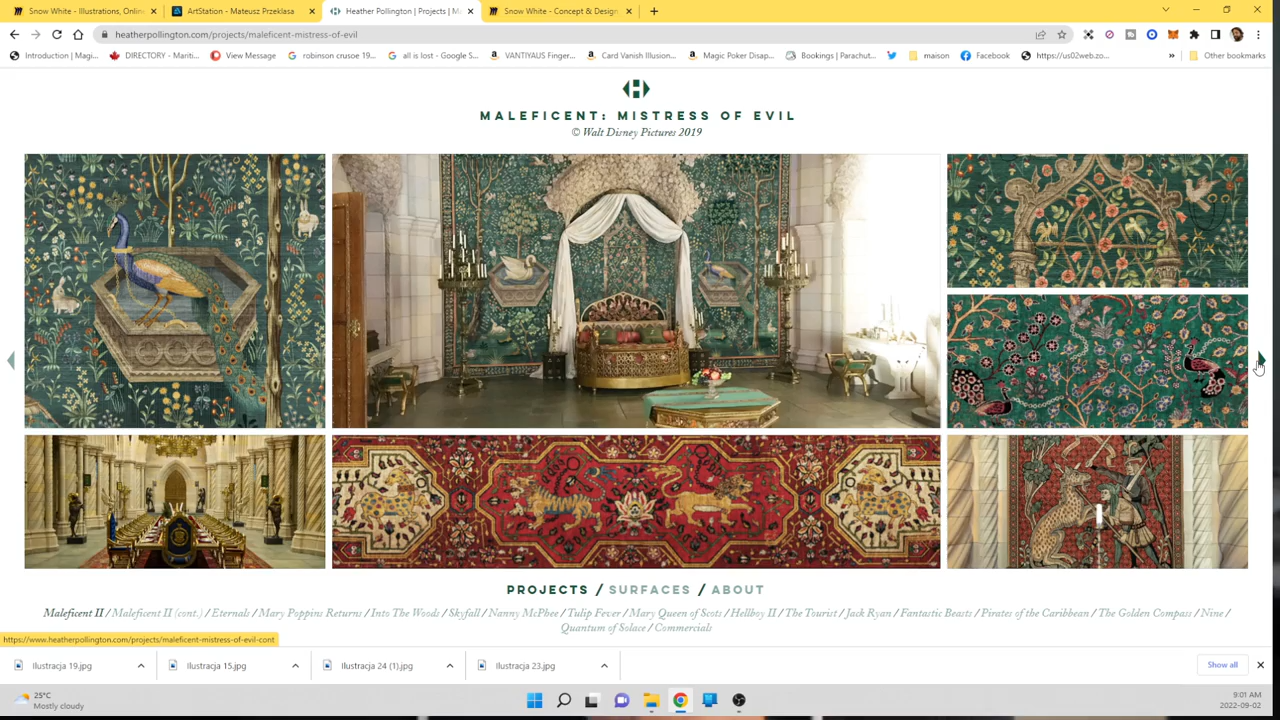 Snow White - Illustrations, Onlin
ArtStation - Mateusz Przeklasa
Heather Pollington | Projects | Ma
Snow White - Concept & Design
heatherpollington.com/projects/maleficent-mistress-of-evil
Introduction | Magi...
DIRECTORY - Mariti...
View Message
robinson crusoe 19...
all is lost - Google S...
VANTIYAUS Finger...
Card Vanish Illusion...
Magic Poker Disap...
Bookings | Parachut...
maison
Facebook
https://us02web.zo...
»
Other bookmarks
MALEFICENT: MISTRESS OF EVIL
© Walt Disney Pictures 2019
PROJECTS / SURFACES / ABOUT
Maleficent II / Maleficent II (cont.) / Eternals / Mary Poppins Returns / Into The Woods / Skyfall / Nanny McPhee / Tulip Fever / Mary Queen of Scots / Hellboy II / The Tourist / Jack Ryan / Fantastic Beasts / Pirates of the Caribbean / The Golden Compass / Nine /
Quantum of Solace / Commercials
https://www.heatherpollington.com/projects/maleficent-mistress-of-evil-cont
Ilustracja 19.jpg
Ilustracja 15.jpg
Ilustracja 24 (1).jpg
Ilustracja 23.jpg
Show all
25°C
Mostly cloudy
9:01 AM
2022-09-02